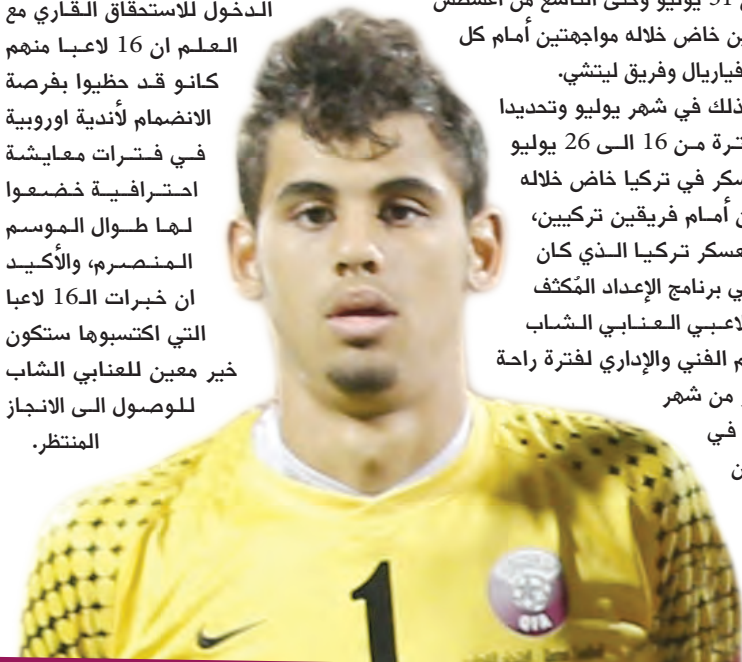 31 يوليو وحتى التاسع من أغسطس
ين خاض خلاله مواجهتين أمام كل
فياريال وفريق ليتشي.
ذلك في شهر يوليو وتحديدا
ترة من 16 الى 26 يوليو
سكر في تركيا خاض خلاله
ن أمام فريقين تركيين،
عسكر تركيا الذي كان
ي برنامج الإعداد المُكثف
لاعبي العنابي الشاب
م الفني والإداري لفترة راحة
من شهر
في
ن
الدخول للاستحقاق القاري مع
العلم ان 16 لاعبا منهم
كانو قد حظيوا بفرصة
الانضمام لأندية اوروبية
في فترات معايشة
احترافية خضعوا
لها طوال الموسم
المنصرم، والأكيد
ان خبرات الـ16 لاعبا
التي اكتسبوها ستكون
خير معين للعنابي الشاب
للوصول الى الانجاز
المنتظر.
1
QFA